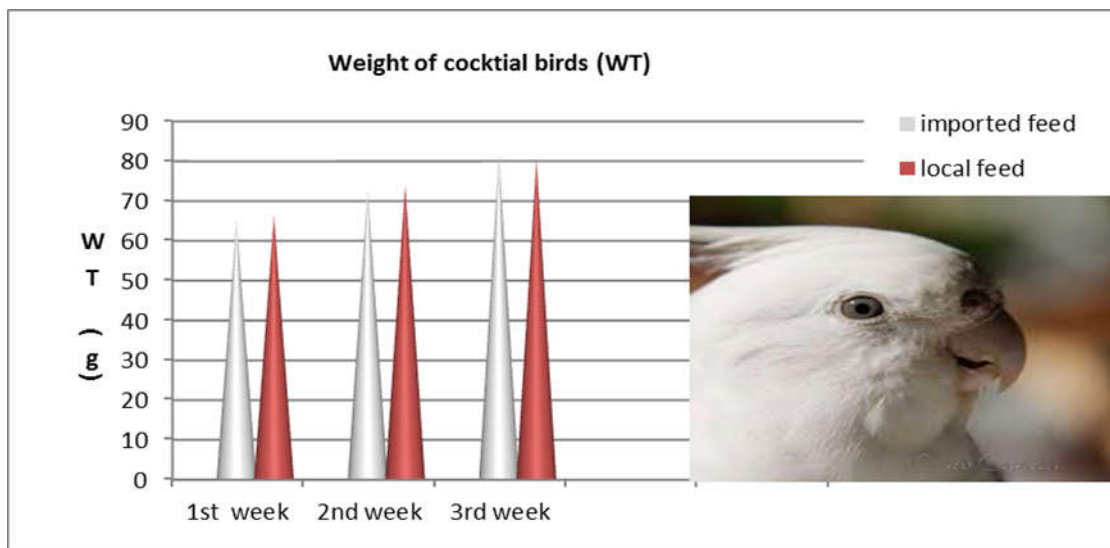 Weight of cocktial birds (WT)
90
80
70
60
50
40
30
20
10
0
W
T
(
g
)
1st week
2nd week
3rd week
imported feed
local feed